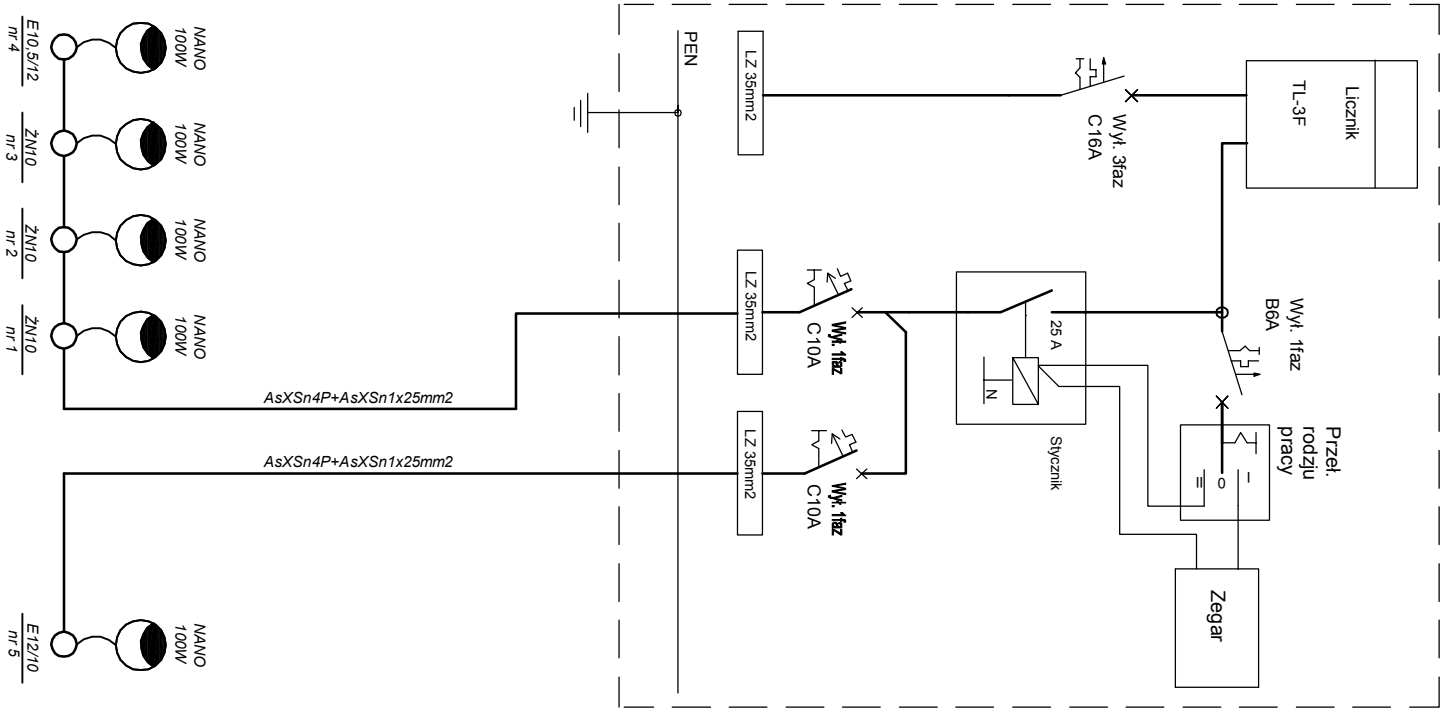 Licznik
TL-3F
Wył. 1faz
B6A
Przeł.
rodzju
pracy
I
0
II
Zegar
Wył. 3faz
C16A
25 A
N
Stycznik
Wył. 1faz
C10A
Wył. 1faz
C10A
LZ 35mm2
LZ 35mm2
LZ 35mm2
PEN
AsXSn4P+AsXSn1x25mm2
AsXSn4P+AsXSn1x25mm2
NANO
100W
NANO
100W
NANO
100W
NANO
100W
NANO
100W
E10,5/12
nr 4
ŻN10
nr 3
ŻN10
nr 2
ŻN10
nr 1
E12/10
nr 5